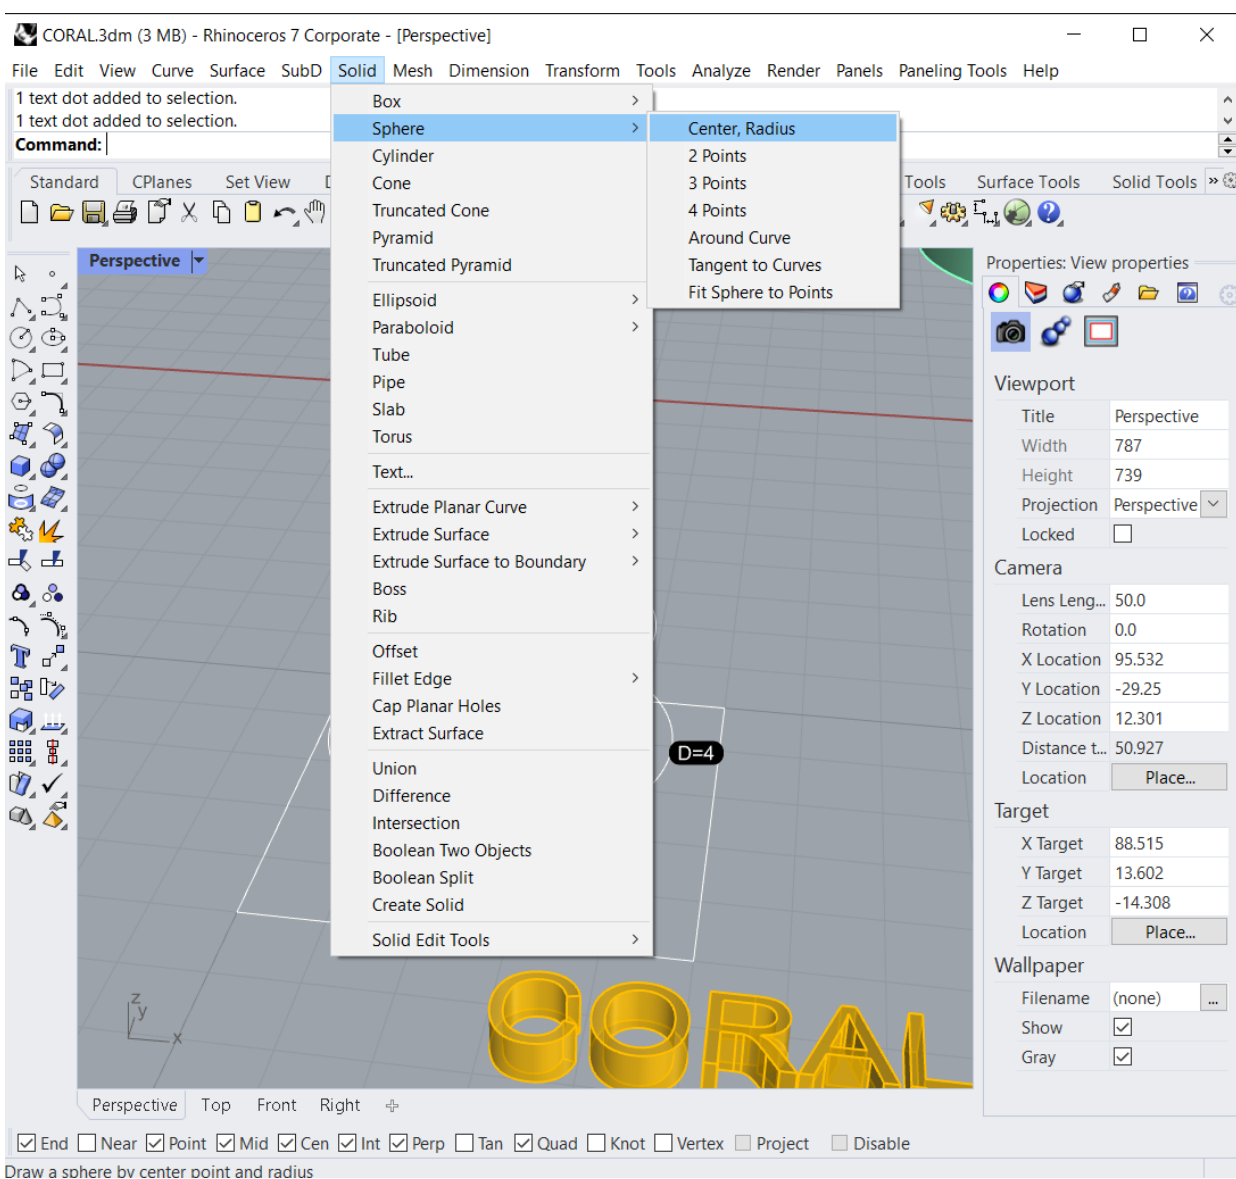 CORAL.3dm (3 MB) - Rhinoceros 7 Corporate - [Perspective]
File Edit View Curve Surface SubD Solid Mesh Dimension Transform Tools Analyze Render Panels Paneling Tools Help
1 text dot added to selection.
1 text dot added to selection.
Command:
Standard CPlanes Set View Tools Surface Tools Solid Tools »
Box
Sphere
Cylinder
Cone
Truncated Cone
Pyramid
Truncated Pyramid
Ellipsoid
Paraboloid
Tube
Pipe
Slab
Torus
Text...
Extrude Planar Curve
Extrude Surface
Extrude Surface to Boundary
Boss
Rib
Offset
Fillet Edge
Cap Planar Holes
Extract Surface
Union
Difference
Intersection
Boolean Two Objects
Boolean Split
Create Solid
Solid Edit Tools
Center, Radius
2 Points
3 Points
4 Points
Around Curve
Tangent to Curves
Fit Sphere to Points
Perspective
D=4
CORAL
z
y
x
Properties: View properties
Viewport
Title Perspective
Width 787
Height 739
Projection Perspective
Locked
Camera
Lens Leng... 50.0
Rotation 0.0
X Location 95.532
Y Location -29.25
Z Location 12.301
Distance t... 50.927
Location Place...
Target
X Target 88.515
Y Target 13.602
Z Target -14.308
Location Place...
Wallpaper
Filename (none) ...
Show
Gray
Perspective Top Front Right
End Near Point Mid Cen Int Perp Tan Quad Knot Vertex Project Disable
Draw a sphere by center point and radius